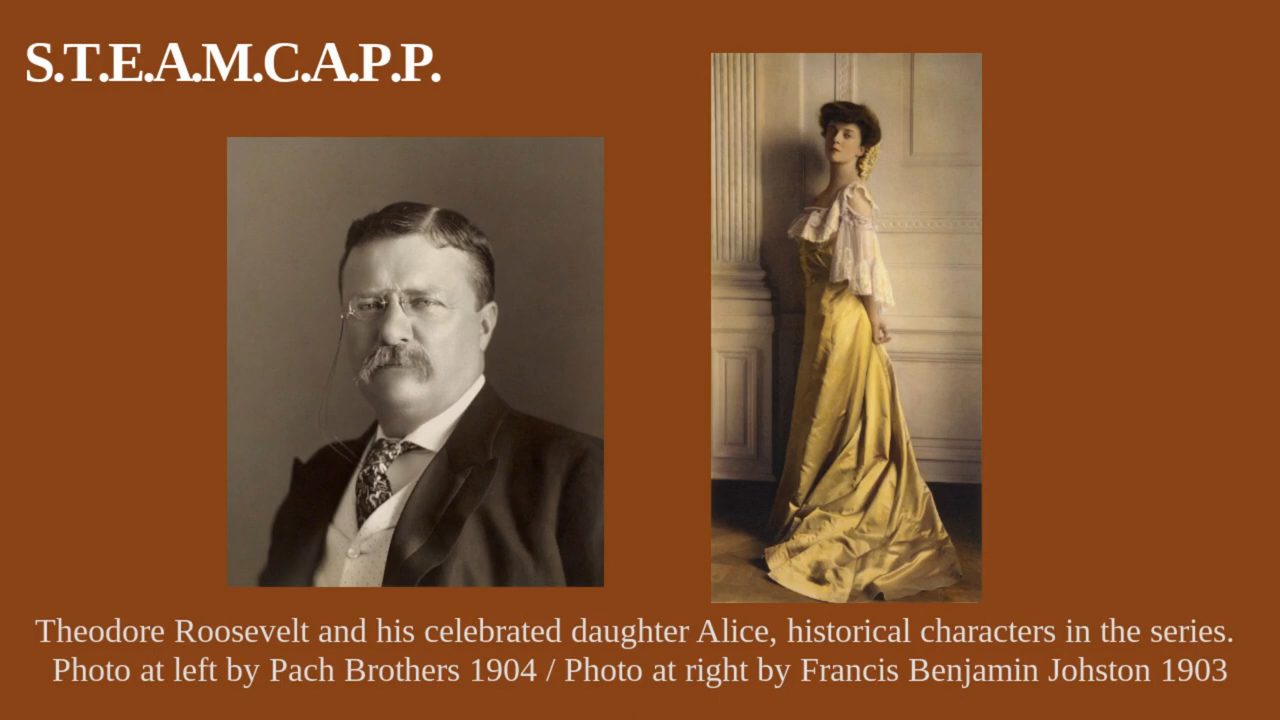 S.T.E.A.M.C.A.P.P.
Theodore Roosevelt and his celebrated daughter Alice, historical characters in the series.
Photo at left by Pach Brothers 1904 / Photo at right by Francis Benjamin Johston 1903